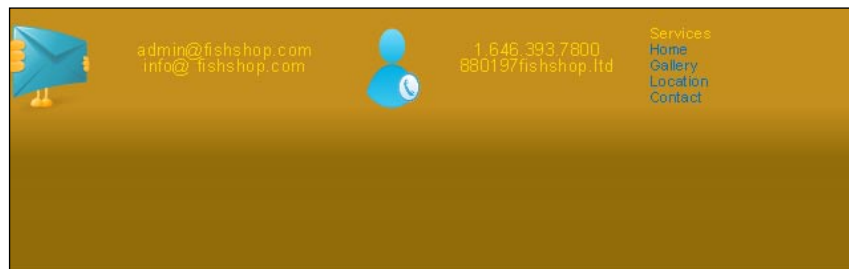 admin@fishshop.com
info@ fishshop.com
1.646.393.7800
880197fishshop.ltd
Services
Home
Gallery
Location
Contact